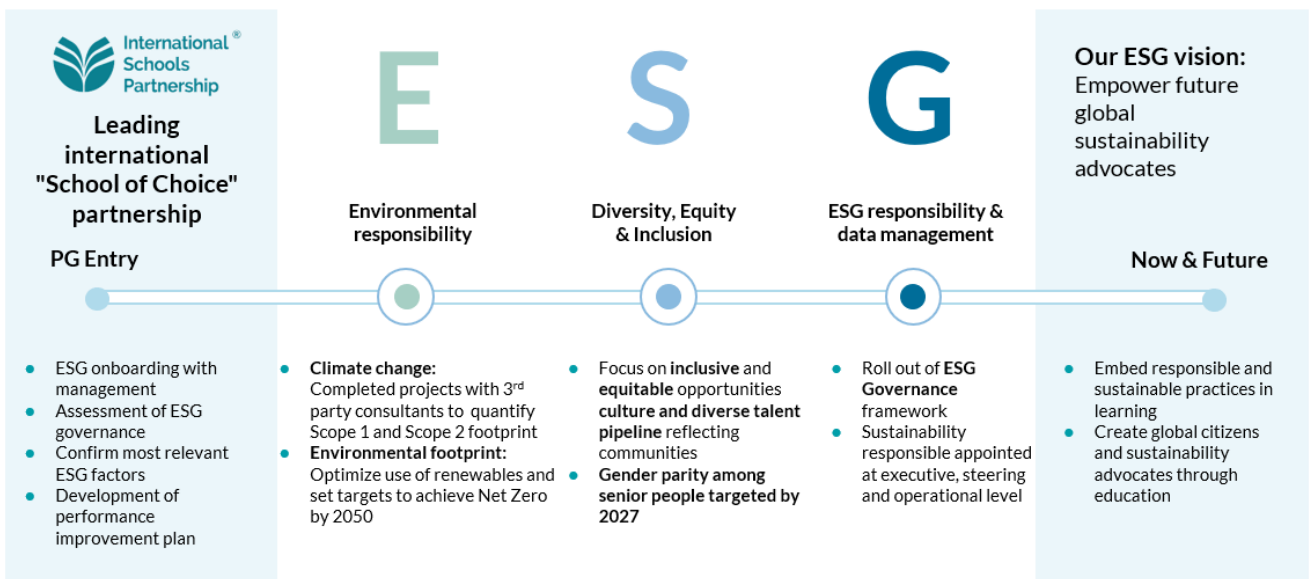 International ®
Schools
Partnership
Leading
international
"School of Choice"
partnership
PG Entry
● ESG onboarding with
management
● Assessment of ESG
governance
● Confirm most relevant
ESG factors
● Development of
performance
improvement plan
E
Environmental
responsibility
● Climate change:
Completed projects with 3rd
party consultants to quantify
Scope 1 and Scope 2 footprint
● Environmental footprint:
Optimize use of renewables and
set targets to achieve Net Zero
by 2050
S
Diversity, Equity
& Inclusion
● Focus on inclusive and
equitable opportunities
culture and diverse talent
pipeline reflecting
communities
● Gender parity among
senior people targeted by
2027
G
ESG responsibility &
data management
● Roll out of ESG
Governance
framework
● Sustainability
responsible appointed
at executive, steering
and operational level
Our ESG vision:
Empower future
global
sustainability
advocates
Now & Future
● Embed responsible and
sustainable practices in
learning
● Create global citizens
and sustainability
advocates through
education